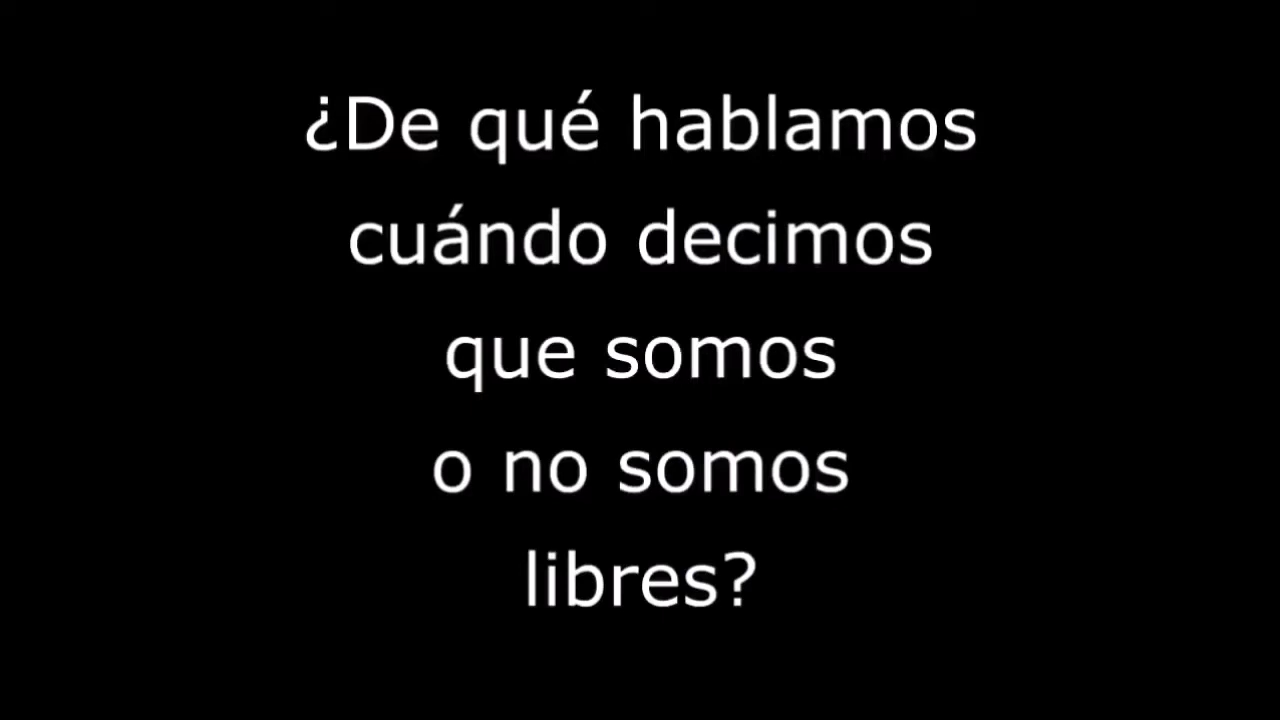 ¿De qué hablamos
cuándo decimos
que somos
o no somos
libres?